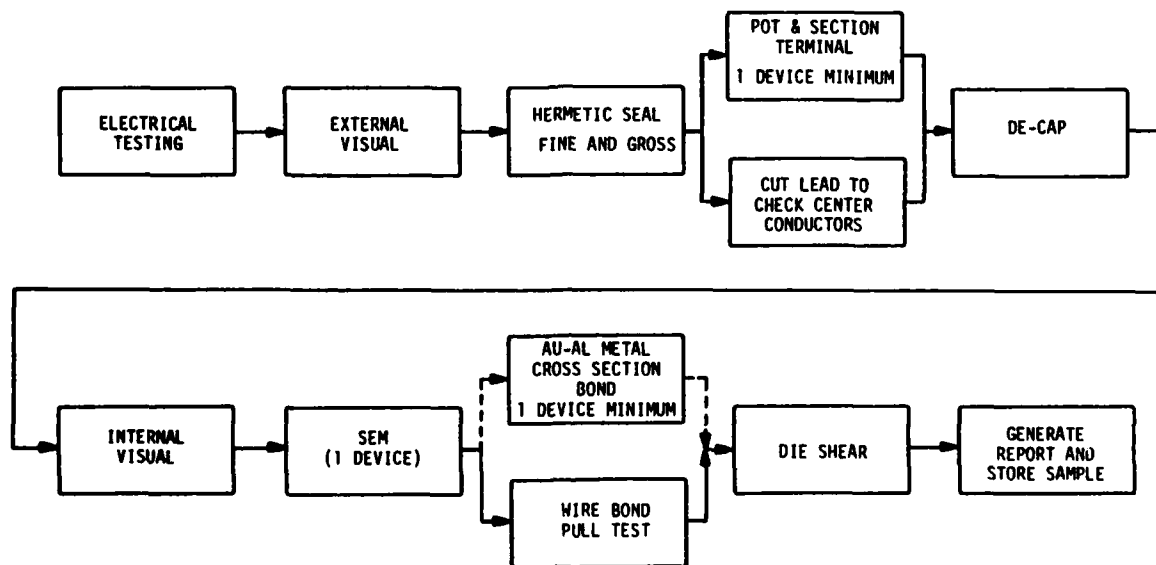 ELECTRICAL
TESTING
EXTERNAL
VISUAL
HERMETIC SEAL
FINE AND GROSS
POT & SECTION
TERMINAL
1 DEVICE MINIMUM
CUT LEAD TO
CHECK CENTER
CONDUCTORS
DE-CAP
INTERNAL
VISUAL
SEM
(1 DEVICE)
AU-AL METAL
CROSS SECTION
BOND
1 DEVICE MINIMUM
WIRE BOND
PULL TEST
DIE SHEAR
GENERATE
REPORT AND
STORE SAMPLE